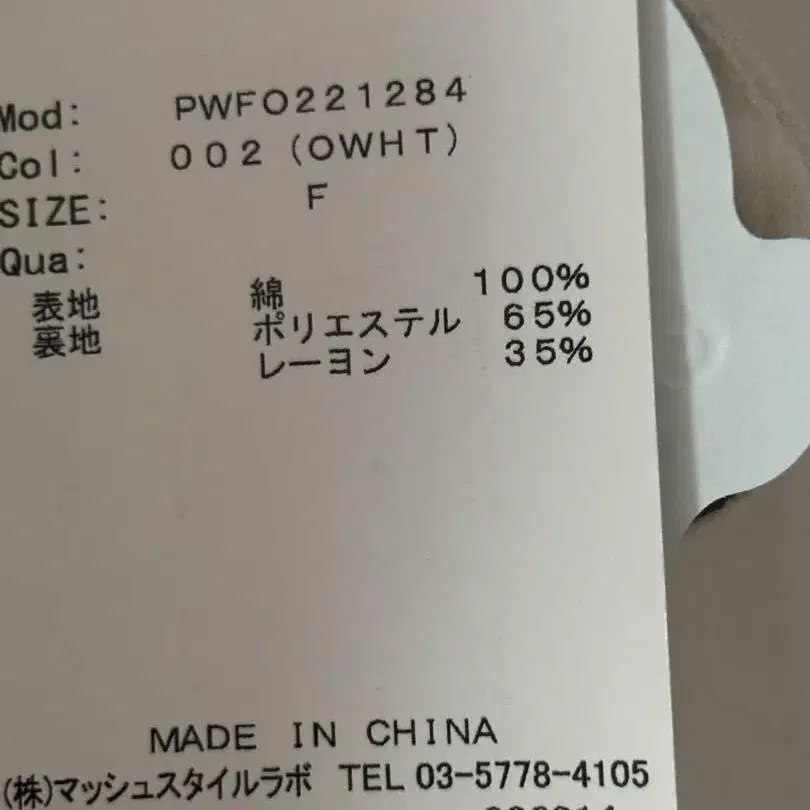 Mod: PWFO221284
Col: 002 (OWHT)
SIZE: F
Qua:
表地 綿 100%
裏地 ポリエステル 65%
レーヨン 35%
MADE IN CHINA
(株)マッシュスタイルラボ TEL 03-5778-4105